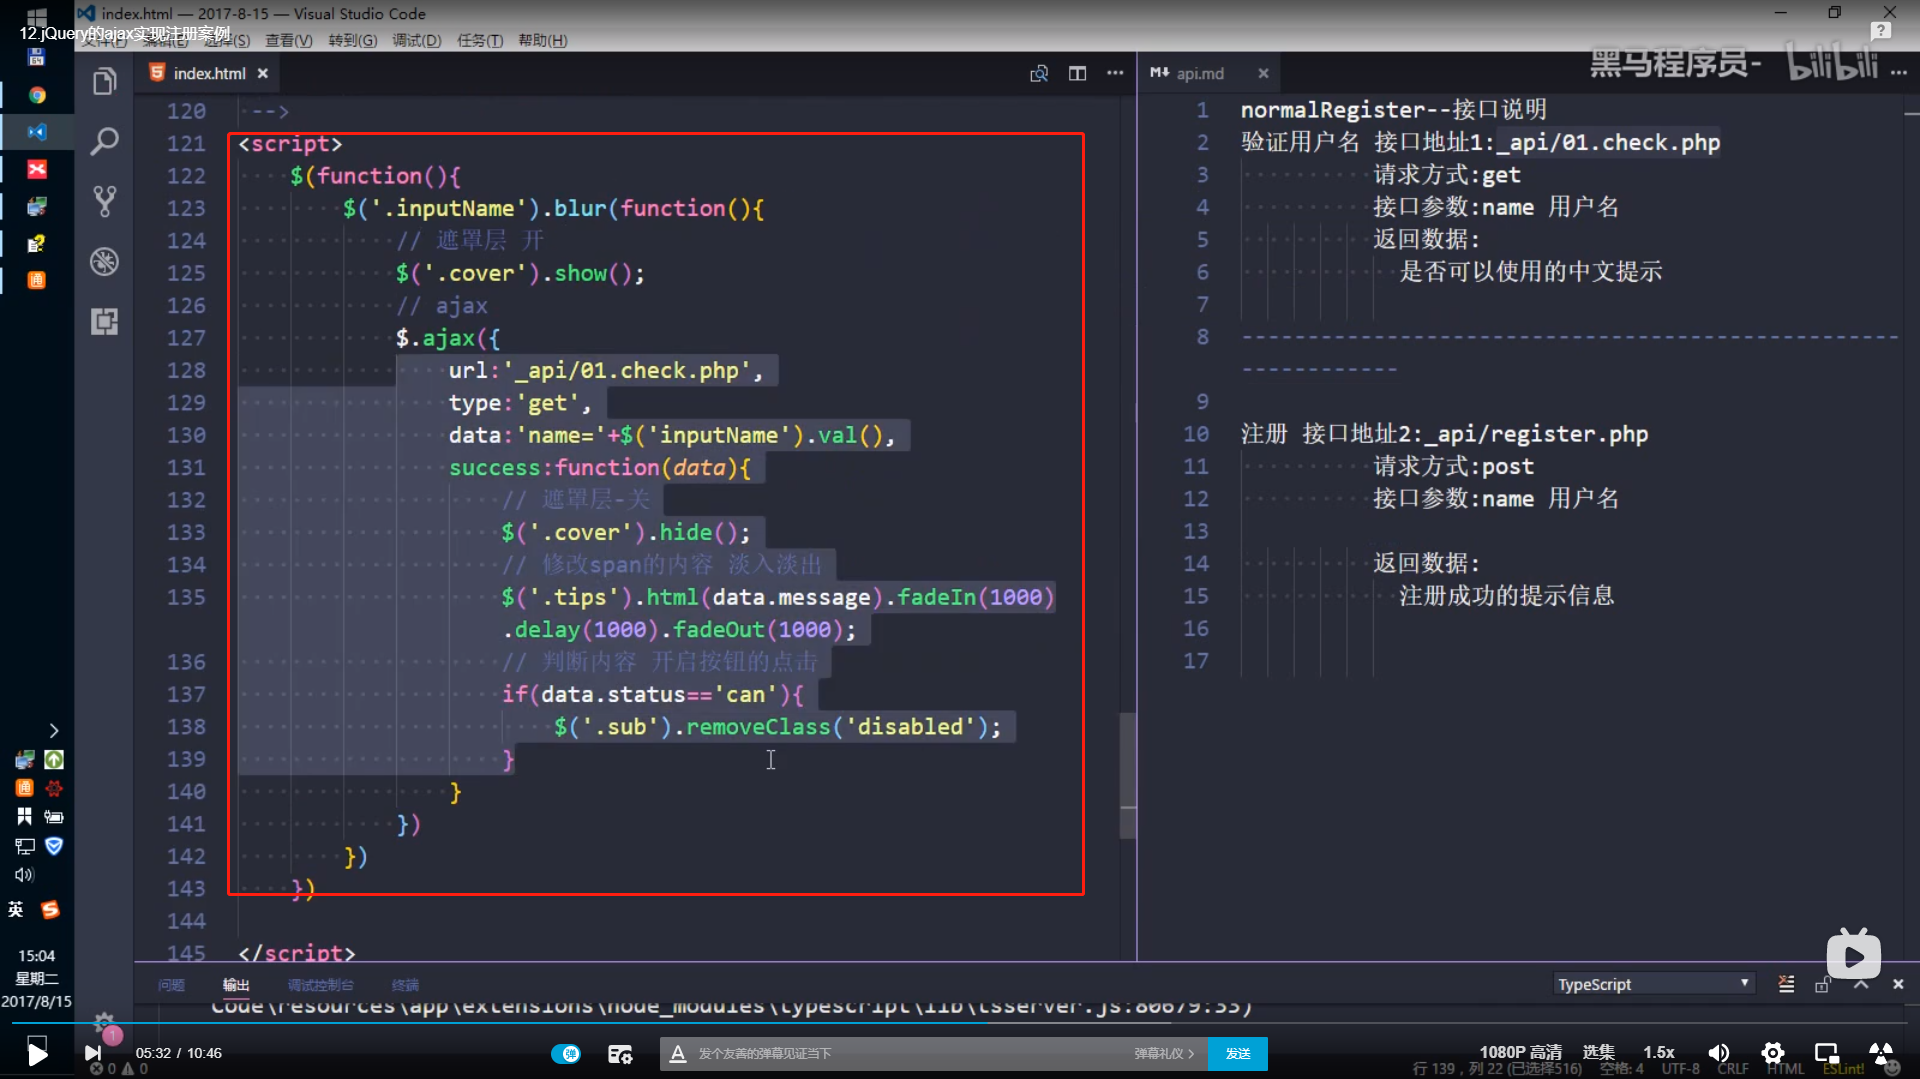 index.html — 2017-8-15 — Visual Studio Code
12.jQuery的ajax实现注册案例
文件(F) 编辑(E) 选择(S) 查看(V) 转到(G) 调试(D) 任务(T) 帮助(H)
index.html
120 -->
121 <script>
122 $(function(){
123 $('.inputName').blur(function(){
124 // 遮罩层 开
125 $('.cover').show();
126 // ajax
127 $.ajax({
128 url:'_api/01.check.php',
129 type:'get',
130 data:'name='+$('inputName').val(),
131 success:function(data){
132 // 遮罩层-关
133 $('.cover').hide();
134 // 修改span的内容 淡入淡出
135 $('.tips').html(data.message).fadeIn(1000)
.delay(1000).fadeOut(1000);
136 // 判断内容 开启按钮的点击
137 if(data.status=='can'){
138 $('.sub').removeClass('disabled');
139 }
140 }
141 })
142 })
143 })
144
145 </script>
api.md
黑马程序员- bilibili
1 normalRegister--接口说明
2 验证用户名 接口地址1:_api/01.check.php
3 请求方式:get
4 接口参数:name 用户名
5 返回数据:
6 是否可以使用的中文提示
7
8 --------------------------------------------------
------------
9
10 注册 接口地址2:_api/register.php
11 请求方式:post
12 接口参数:name 用户名
13
14 返回数据:
15 注册成功的提示信息
16
17
英
15:04
星期二
2017/8/15
问题 输出 调试控制台 终端
TypeScript
Code\resources\app\extensions\node_modules\typescript\lib\tsserver.js:80679:33)
1
05:32 / 10:46
弹
发个友善的弹幕见证当下
弹幕礼仪 >
发送
1080P 高清 选集 1.5x
0 0
行 139，列 22 (已选择516) 空格: 4 UTF-8 CRLF HTML ESLint!